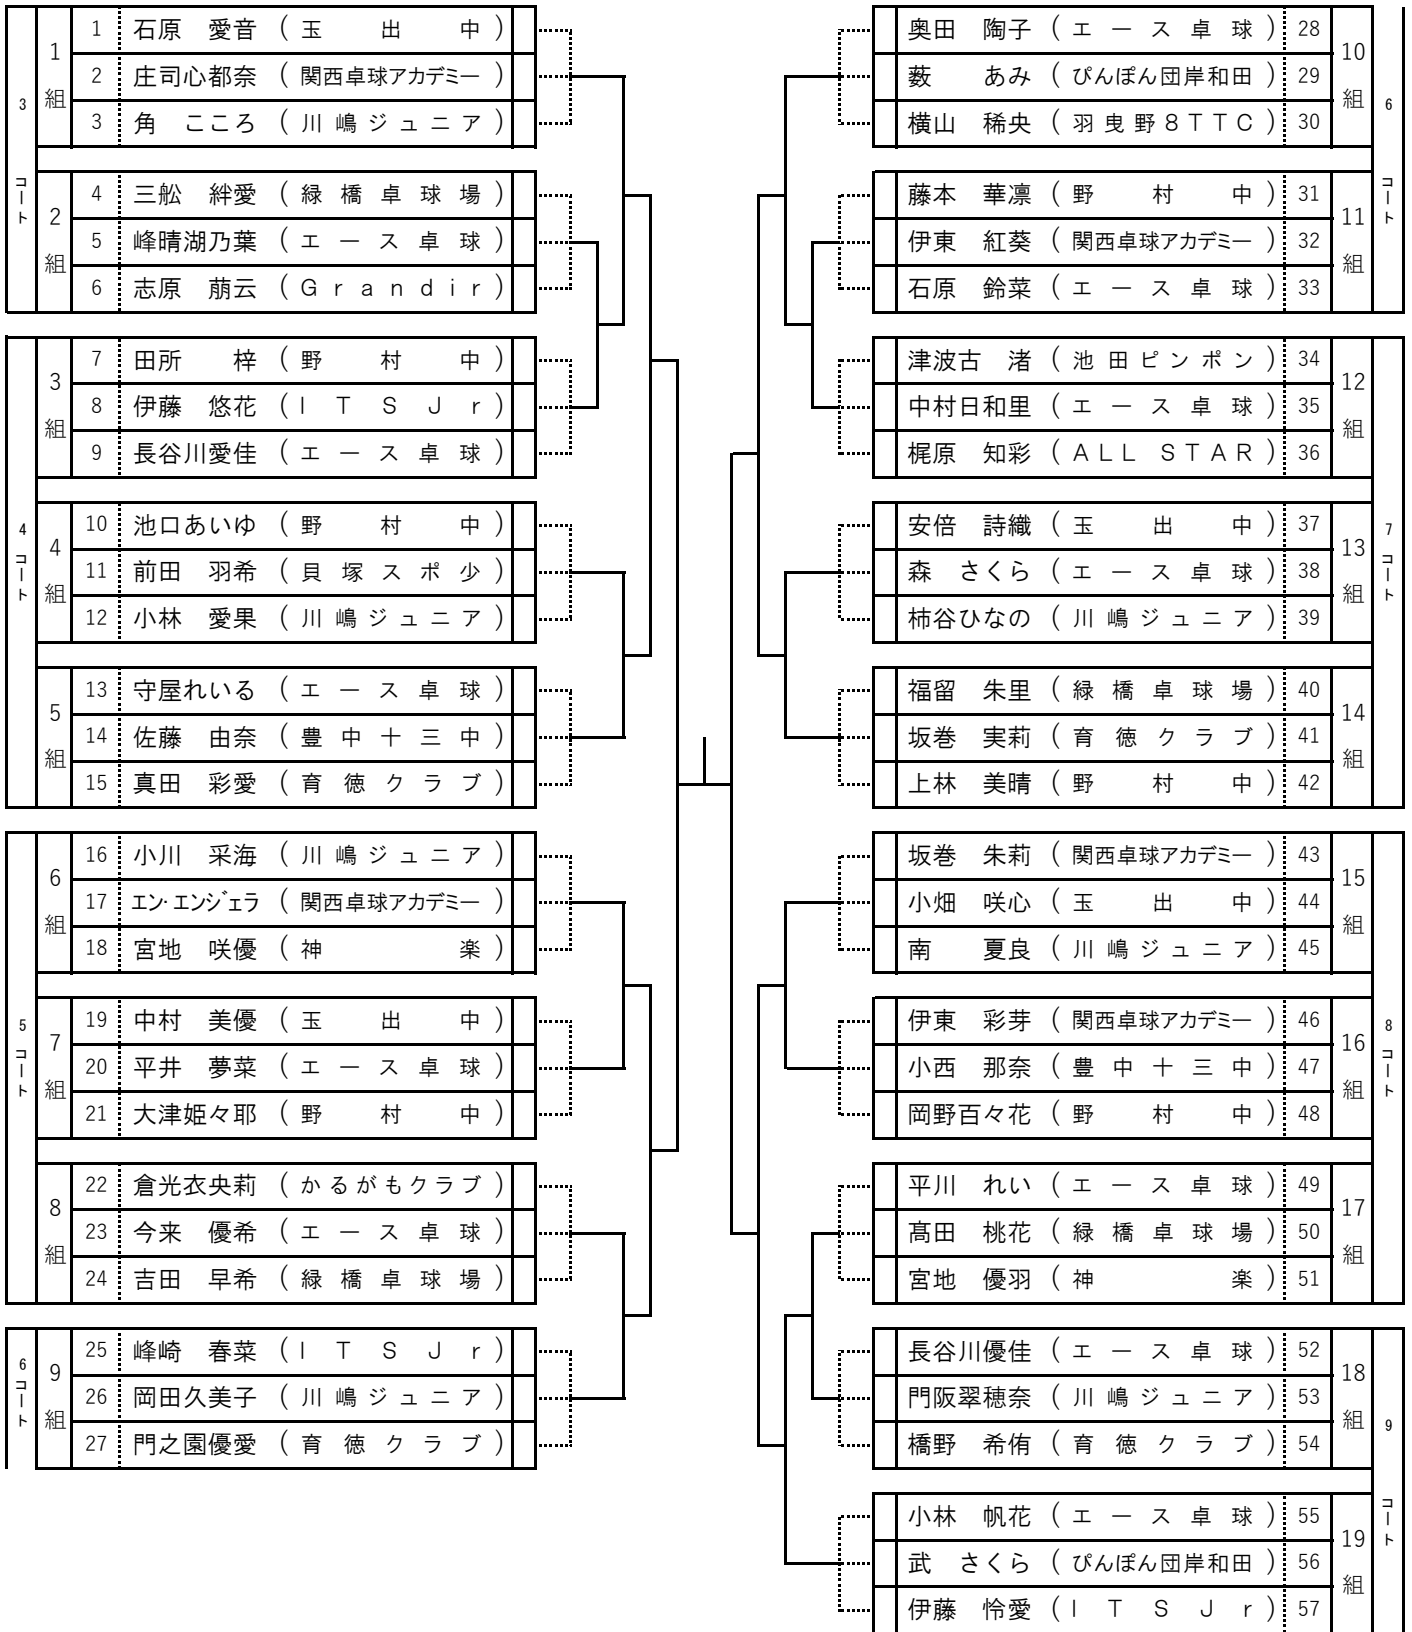 3コート
1組
1 石原　愛音 (玉出中)
2 庄司心都奈 (関西卓球アカデミー)
3 角　こころ (川嶋ジュニア)
2組
4 三舩　絆愛 (緑橋卓球場)
5 峰晴湖乃葉 (エース卓球)
6 志原　萠云 (Grandir)
4コート
3組
7 田所　梓 (野村中)
8 伊藤　悠花 (ITSJr)
9 長谷川愛佳 (エース卓球)
4組
10 池口あいゆ (野村中)
11 前田　羽希 (貝塚スポ少)
12 小林　愛果 (川嶋ジュニア)
5組
13 守屋れいる (エース卓球)
14 佐藤　由奈 (豊中十三中)
15 真田　彩愛 (育徳クラブ)
5コート
6組
16 小川　采海 (川嶋ジュニア)
17 エン・エンジェラ (関西卓球アカデミー)
18 宮地　咲優 (神楽)
7組
19 中村　美優 (玉出中)
20 平井　夢菜 (エース卓球)
21 大津姫々耶 (野村中)
8組
22 倉光衣央莉 (かるがもクラブ)
23 今来　優希 (エース卓球)
24 吉田　早希 (緑橋卓球場)
6コート
9組
25 峰崎　春菜 (ITSJr)
26 岡田久美子 (川嶋ジュニア)
27 門之園優愛 (育徳クラブ)
6コート
10組
奥田　陶子 (エース卓球) 28
薮　あみ (ぴんぽん団岸和田) 29
横山　稀央 (羽曳野8TTC) 30
11組
藤本　華凛 (野村中) 31
伊東　紅葵 (関西卓球アカデミー) 32
石原　鈴菜 (エース卓球) 33
7コート
12組
津波古　渚 (池田ピンポン) 34
中村日和里 (エース卓球) 35
梶原　知彩 (ALL STAR) 36
13組
安倍　詩織 (玉出中) 37
森　さくら (エース卓球) 38
柿谷ひなの (川嶋ジュニア) 39
14組
福留　朱里 (緑橋卓球場) 40
坂巻　実莉 (育徳クラブ) 41
上林　美晴 (野村中) 42
8コート
15組
坂巻　朱莉 (関西卓球アカデミー) 43
小畑　咲心 (玉出中) 44
南　夏良 (川嶋ジュニア) 45
16組
伊東　彩芽 (関西卓球アカデミー) 46
小西　那奈 (豊中十三中) 47
岡野百々花 (野村中) 48
17組
平川　れい (エース卓球) 49
髙田　桃花 (緑橋卓球場) 50
宮地　優羽 (神楽) 51
9コート
18組
長谷川優佳 (エース卓球) 52
門阪翠穂奈 (川嶋ジュニア) 53
橋野　希侑 (育徳クラブ) 54
19組
小林　帆花 (エース卓球) 55
武　さくら (ぴんぽん団岸和田) 56
伊藤　怜愛 (ITSJr) 57